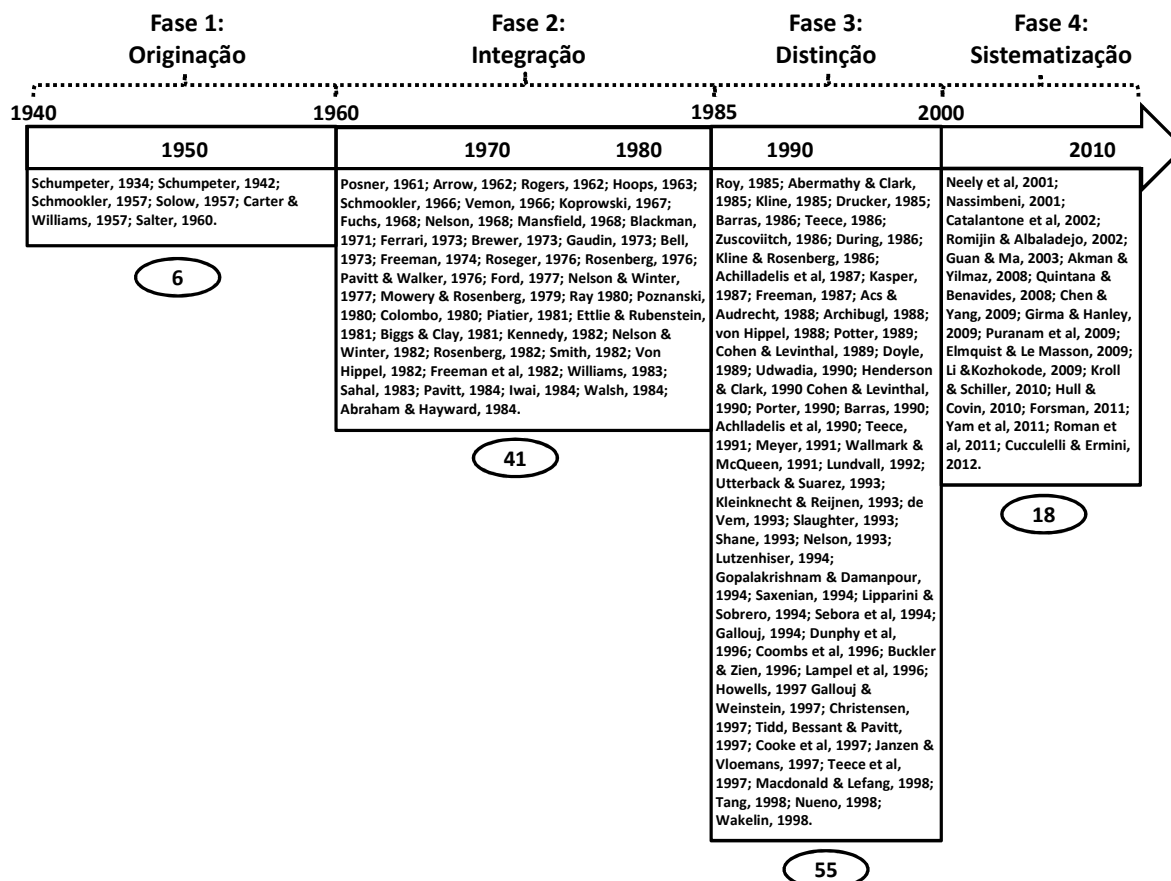 Fase 1:
Originação
Fase 2:
Integração
Fase 3:
Distinção
Fase 4:
Sistematização
1940
1960
1985
2000
1950
1970
1980
1990
2010
Schumpeter, 1934; Schumpeter, 1942;
Schmookler, 1957; Solow, 1957; Carter &
Williams, 1957; Salter, 1960.
6
Posner, 1961; Arrow, 1962; Rogers, 1962; Hoops, 1963;
Schmookler, 1966; Vemon, 1966; Koprowski, 1967;
Fuchs, 1968; Nelson, 1968; Mansfield, 1968; Blackman,
1971; Ferrari, 1973; Brewer, 1973; Gaudin, 1973; Bell,
1973; Freeman, 1974; Roseger, 1976; Rosenberg, 1976;
Pavitt & Walker, 1976; Ford, 1977; Nelson & Winter,
1977; Mowery & Rosenberg, 1979; Ray 1980; Poznanski,
1980; Colombo, 1980; Piatier, 1981; Ettlie & Rubenstein,
1981; Biggs & Clay, 1981; Kennedy, 1982; Nelson &
Winter, 1982; Rosenberg, 1982; Smith, 1982; Von
Hippel, 1982; Freeman et al, 1982; Williams, 1983;
Sahal, 1983; Pavitt, 1984; Iwai, 1984; Walsh, 1984;
Abraham & Hayward, 1984.
41
Roy, 1985; Abermathy & Clark,
1985; Kline, 1985; Drucker, 1985;
Barras, 1986; Teece, 1986;
Zuscoviitch, 1986; During, 1986;
Kline & Rosenberg, 1986;
Achilladelis et al, 1987; Kasper,
1987; Freeman, 1987; Acs &
Audrecht, 1988; Archibugl, 1988;
von Hippel, 1988; Potter, 1989;
Cohen & Levinthal, 1989; Doyle,
1989; Udwadia, 1990; Henderson
& Clark, 1990 Cohen & Levinthal,
1990; Porter, 1990; Barras, 1990;
Achlladelis et al, 1990; Teece,
1991; Meyer, 1991; Wallmark &
McQueen, 1991; Lundvall, 1992;
Utterback & Suarez, 1993;
Kleinknecht & Reijnen, 1993; de
Vem, 1993; Slaughter, 1993;
Shane, 1993; Nelson, 1993;
Lutzenhiser, 1994;
Gopalakrishnam & Damanpour,
1994; Saxenian, 1994; Lipparini &
Sobrero, 1994; Sebora et al, 1994;
Gallouj, 1994; Dunphy et al,
1996; Coombs et al, 1996; Buckler
& Zien, 1996; Lampel et al, 1996;
Howells, 1997 Gallouj &
Weinstein, 1997; Christensen,
1997; Tidd, Bessant & Pavitt,
1997; Cooke et al, 1997; Janzen &
Vloemans, 1997; Teece et al,
1997; Macdonald & Lefang, 1998;
Tang, 1998; Nueno, 1998;
Wakelin, 1998.
55
Neely et al, 2001;
Nassimbeni, 2001;
Catalantone et al, 2002;
Romijin & Albaladejo, 2002;
Guan & Ma, 2003; Akman &
Yilmaz, 2008; Quintana &
Benavides, 2008; Chen &
Yang, 2009; Girma & Hanley,
2009; Puranam et al, 2009;
Elmquist & Le Masson, 2009;
Li &Kozhokode, 2009; Kroll
& Schiller, 2010; Hull &
Covin, 2010; Forsman, 2011;
Yam et al, 2011; Roman et
al, 2011; Cucculelli & Ermini,
2012.
18